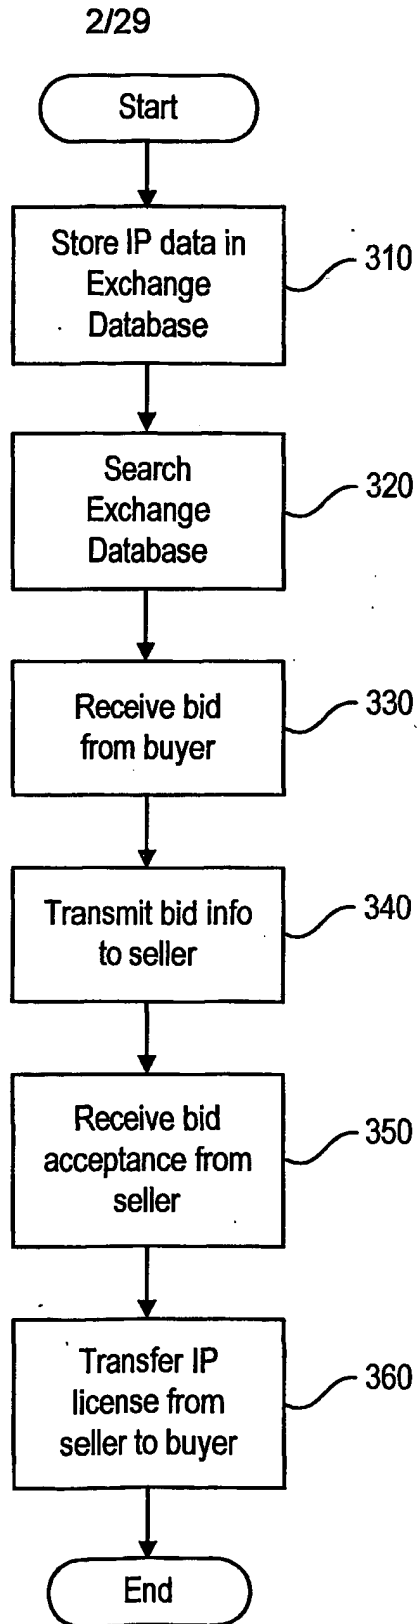 2/29
Start
Store IP data in
Exchange
Database
310
Search
Exchange
Database
320
Receive bid
from buyer
330
Transmit bid info
to seller
340
Receive bid
acceptance from
seller
350
Transfer IP
license from
seller to buyer
360
End